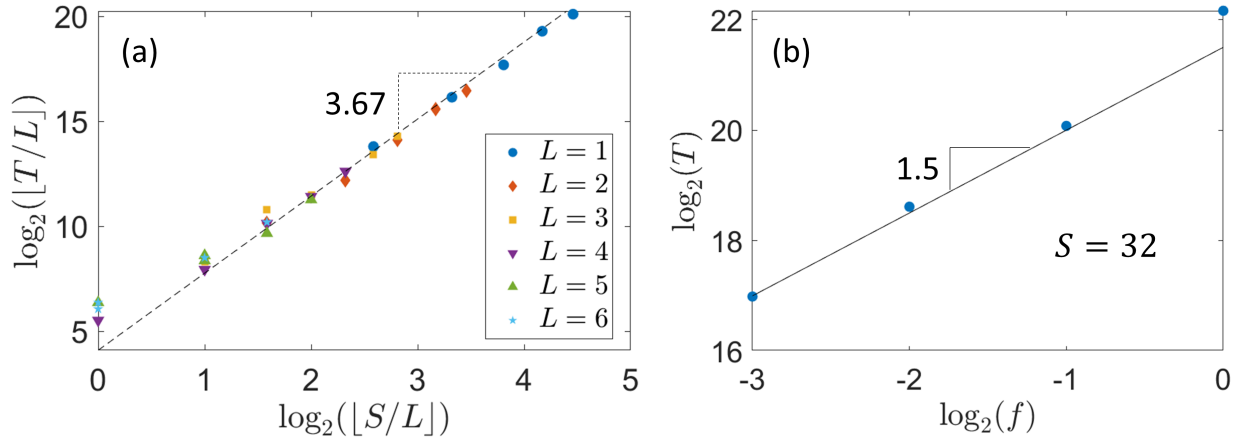 (a)
20
15
10
5
log₂(⌊T/L⌋)
3.67
L = 1
L = 2
L = 3
L = 4
L = 5
L = 6
0 1 2 3 4 5
log₂(⌊S/L⌋)
(b)
22
20
18
16
log₂(T)
1.5
S = 32
-3 -2 -1 0
log₂(f)